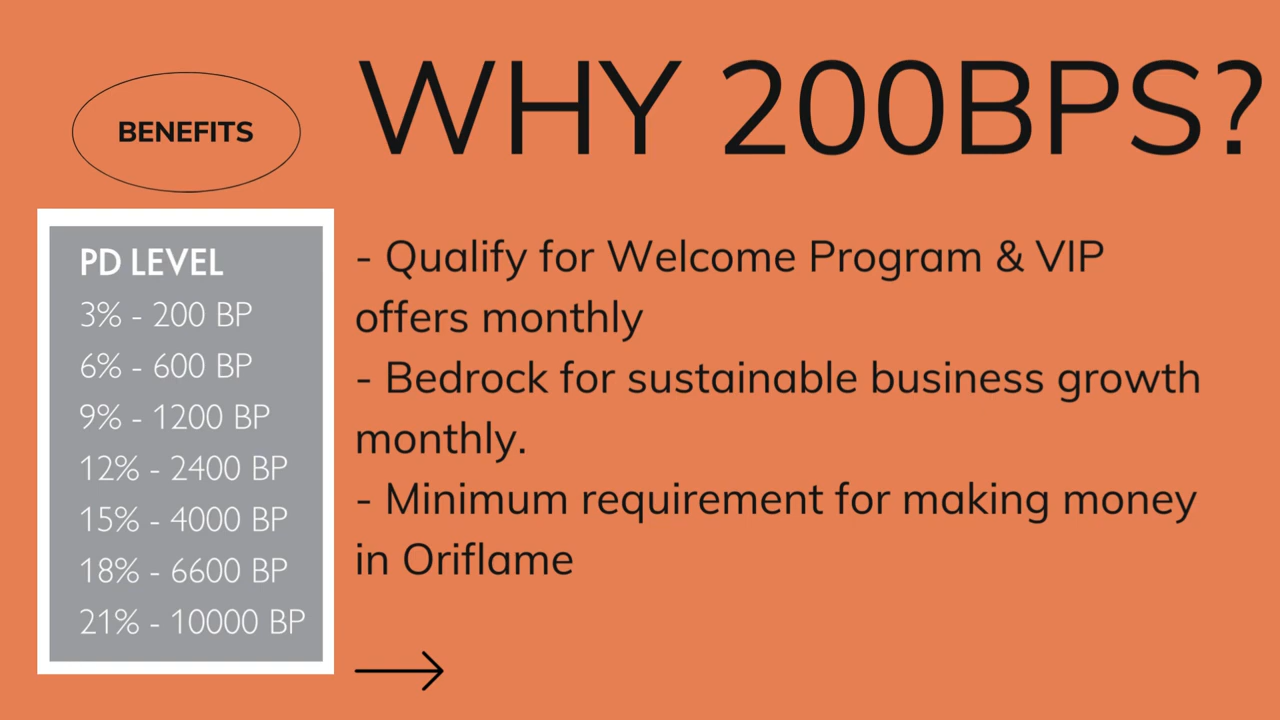 BENEFITS
WHY 200BPS?
PD LEVEL
3% - 200 BP
6% - 600 BP
9% - 1200 BP
12% - 2400 BP
15% - 4000 BP
18% - 6600 BP
21% - 10000 BP
- Qualify for Welcome Program & VIP
offers monthly
- Bedrock for sustainable business growth
monthly.
- Minimum requirement for making money
in Oriflame